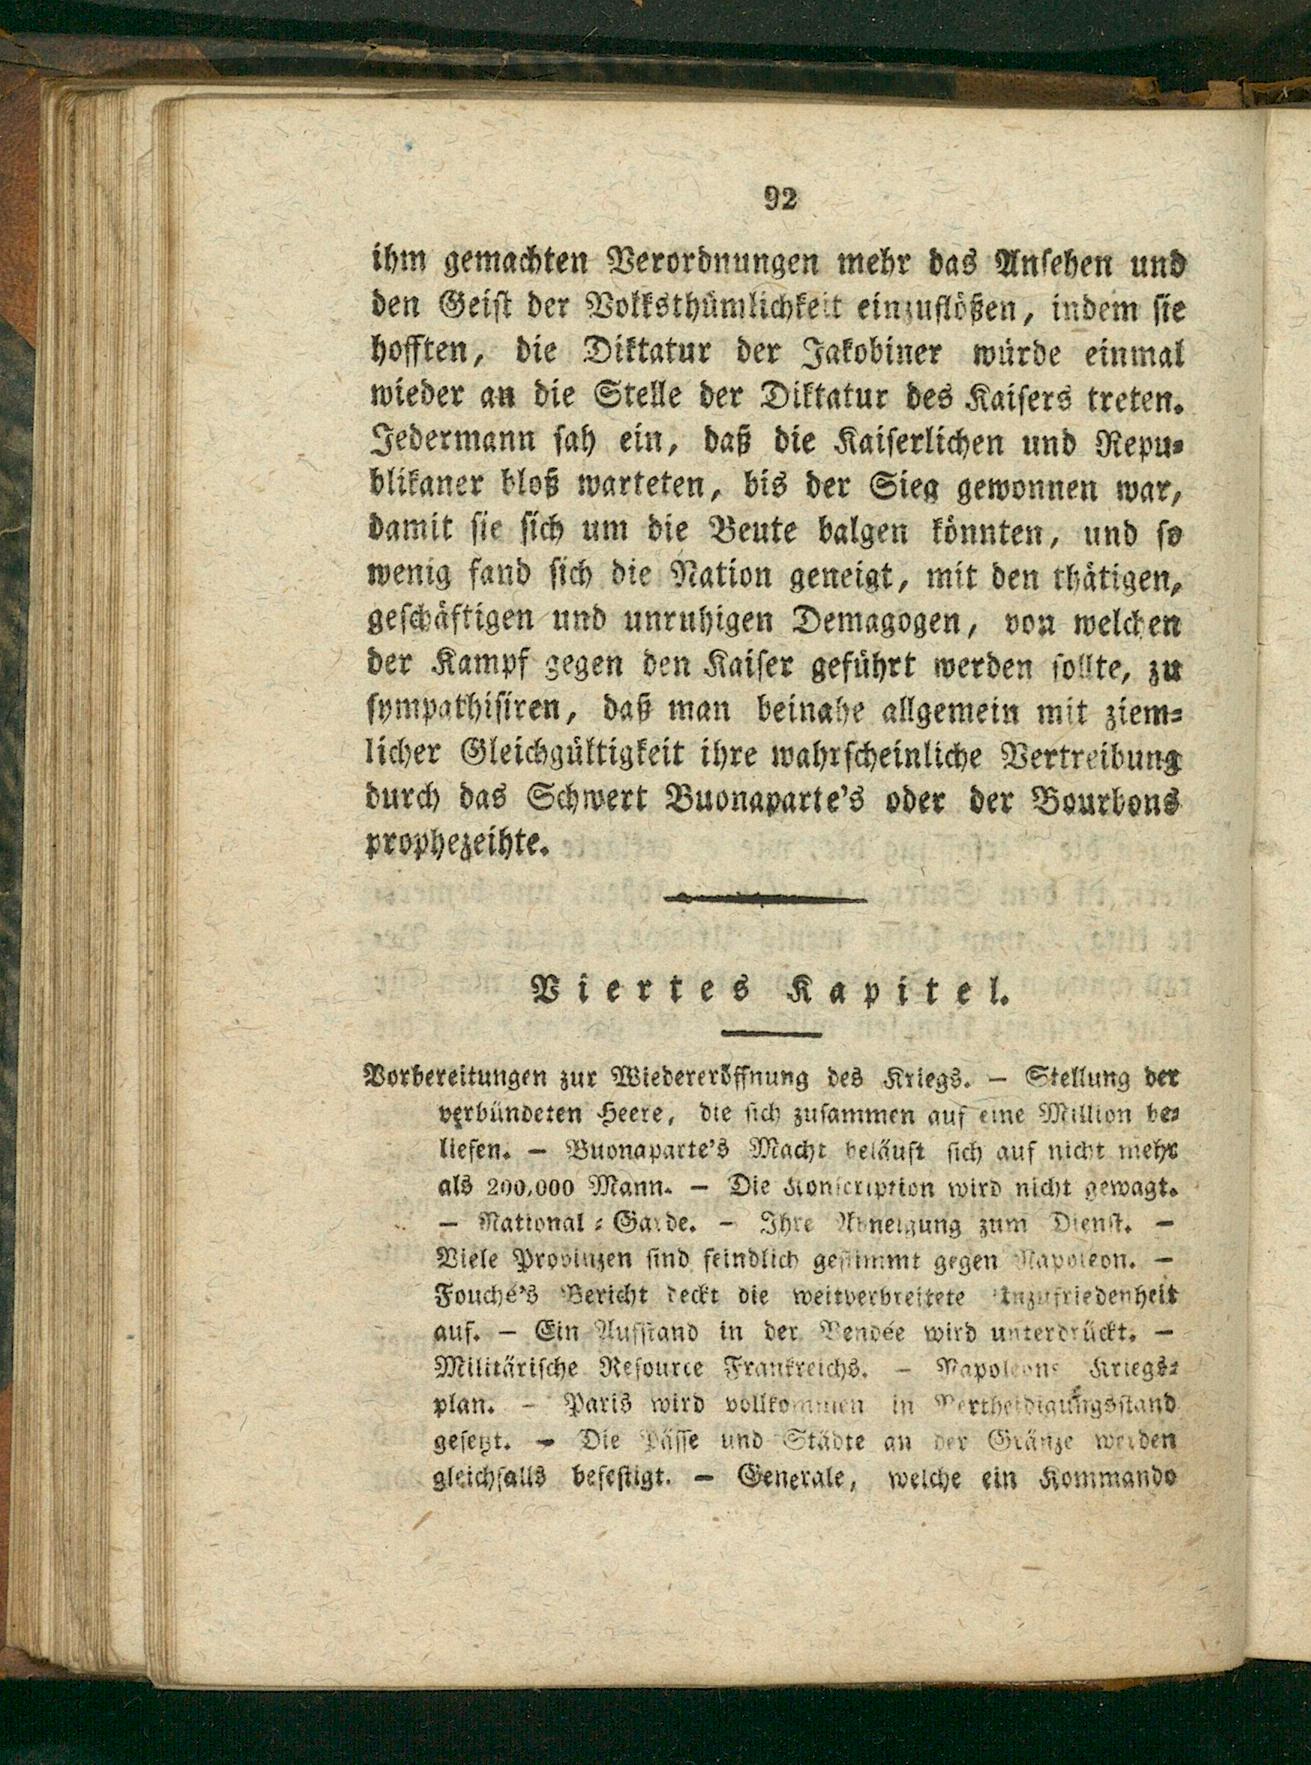 92
ihm gemachten Verordnungen mehr das Ansehen und
den Geist der Volksthümlichkeit einzuflößen, indem sie
hofften, die Diktatur der Jakobiner würde einmal
wieder an die Stelle der Diktatur des Kaisers treten.
Jedermann sah ein, daß die Kaiserlichen und Repu-
blikaner bloß warteten, bis der Sieg gewonnen war,
damit sie sich um die Beute balgen könnten, und so
wenig fand sich die Nation geneigt, mit den thätigen,
geschäftigen und unruhigen Demagogen, von welchen
der Kampf gegen den Kaiser geführt werden sollte, zu
sympathisiren, daß man beinahe allgemein mit ziem-
licher Gleichgültigkeit ihre wahrscheinliche Vertreibung
durch das Schwert Buonaparte's oder der Bourbons
prophezeihte.
Viertes Kapitel.
Vorbereitungen zur Wiedereröffnung des Kriegs. — Stellung der
verbündeten Heere, die sich zusammen auf eine Million be-
liefen. — Buonaparte's Macht beläuft sich auf nicht mehr
als 200,000 Mann. — Die Konscription wird nicht gewagt.
— National-Garde. — Ihre Abneigung zum Dienst. —
Viele Provinzen sind feindlich gestimmt gegen Napoleon. —
Fouché's Bericht deckt die weitverbreitete Unzufriedenheit
auf. — Ein Aufstand in der Vendée wird unterdrückt. —
Militärische Resource Frankreichs. — Napoleons Kriegs-
plan. — Paris wird vollkommen in Vertheidigungsstand
gesetzt. — Die Pässe und Städte an der Gränze werden
gleichfalls befestigt. — Generale, welche ein Kommando